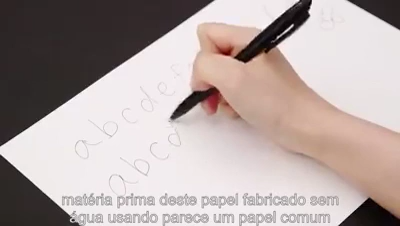 abcdef
abcd
matéria prima deste papel fabricado sem
água usando parece um papel comum